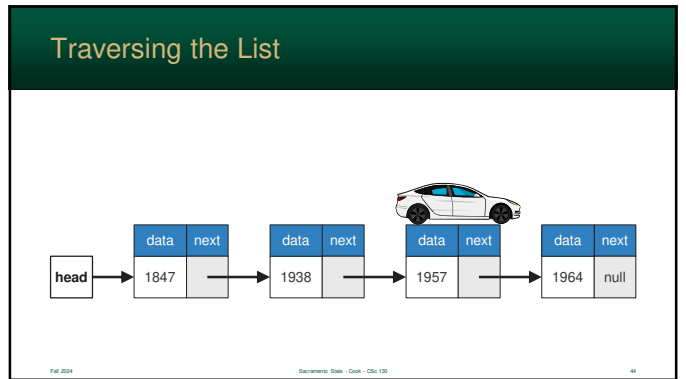 Traversing the List
data next data next data next data next
head 1847 1938 1957 1964 null
Fall 2024 Sacramento State - Cook - CSc 130 44